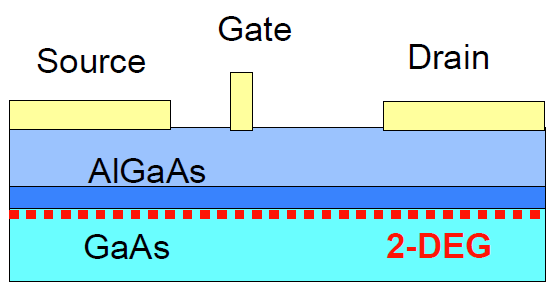 Gate
Source
Drain
AlGaAs
GaAs
2-DEG